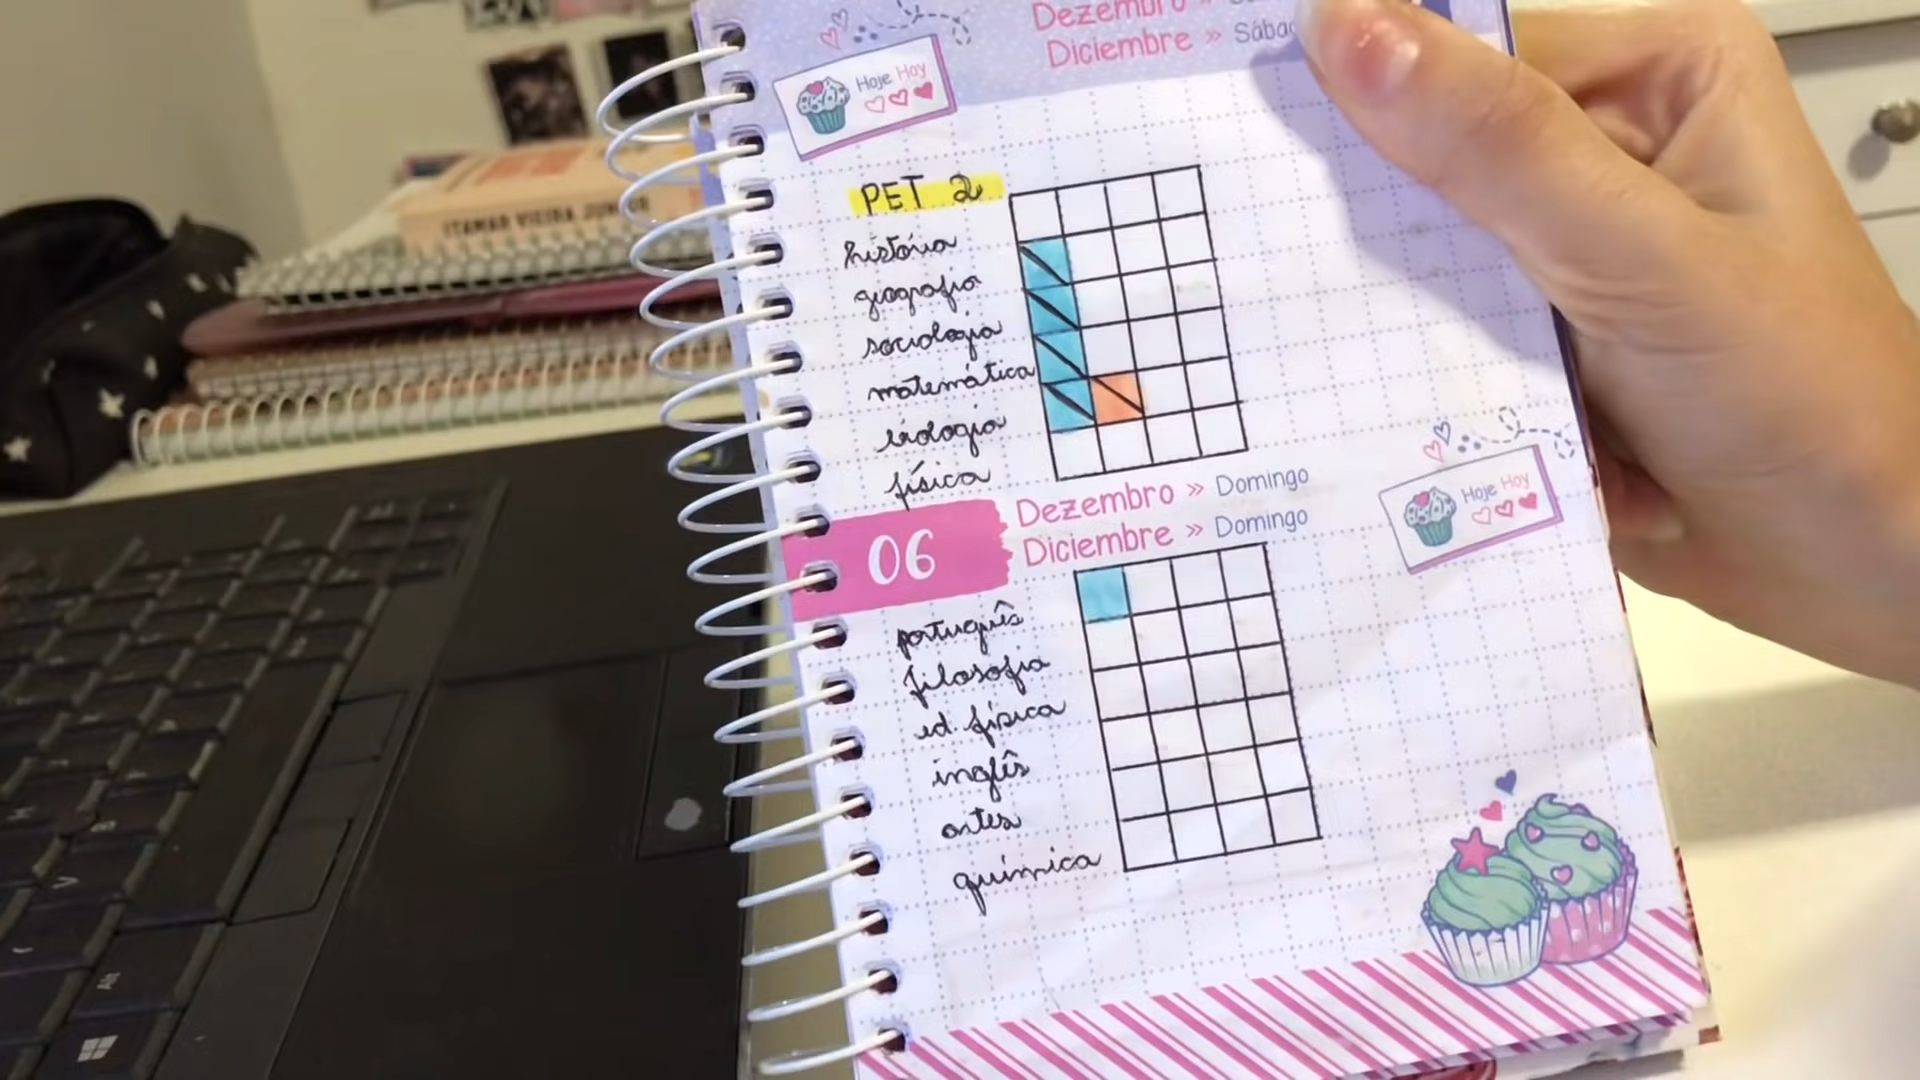 Dezembro »
Diciembre »
Hoje Hoy
PET 2
história
geografia
sociologia
matemática
biologia
física
06
Dezembro » Domingo
Diciembre » Domingo
Hoje Hoy
português
filosofia
ed. física
inglês
artes
química
ITAMAR VIEIRA JUNIOR
Alt